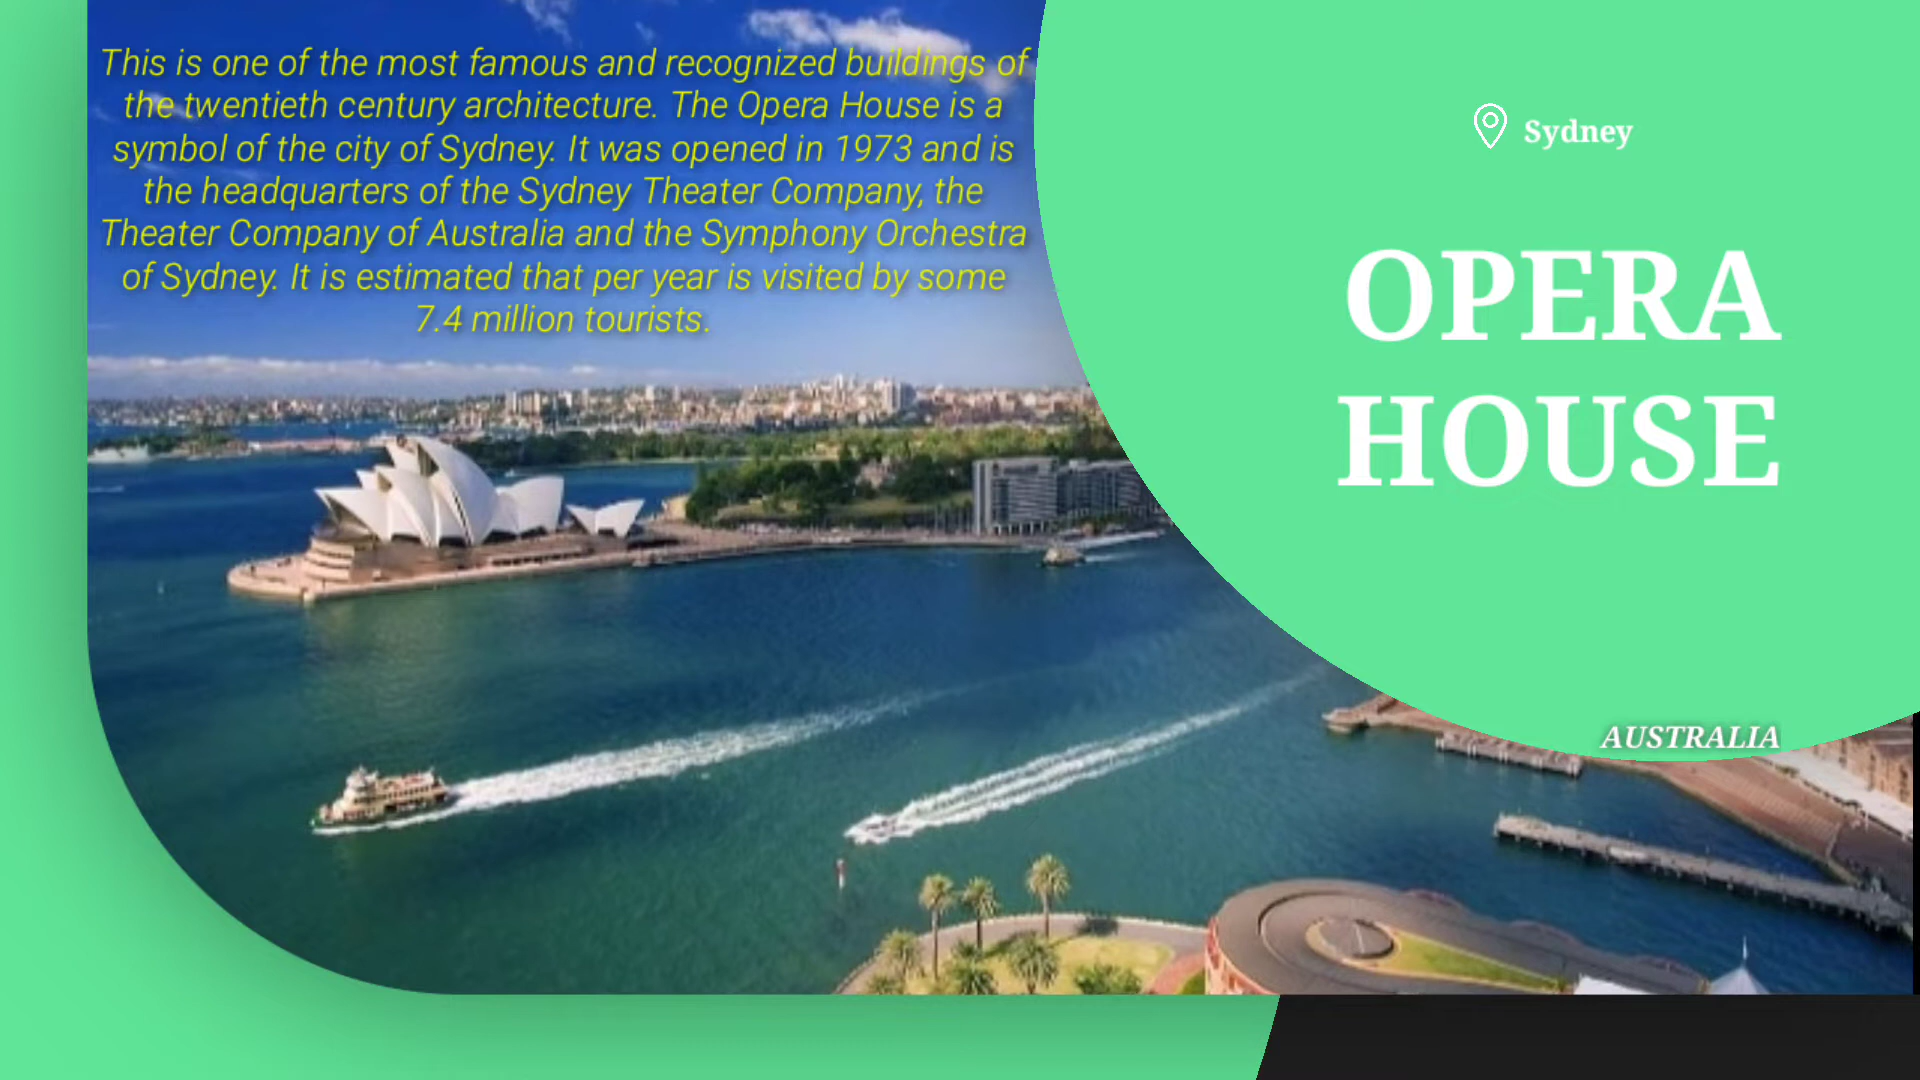 This is one of the most famous and recognized buildings of
the twentieth century architecture. The Opera House is a
symbol of the city of Sydney. It was opened in 1973 and is
the headquarters of the Sydney Theater Company, the
Theater Company of Australia and the Symphony Orchestra
of Sydney. It is estimated that per year is visited by some
7.4 million tourists.
Sydney
OPERA
HOUSE
AUSTRALIA